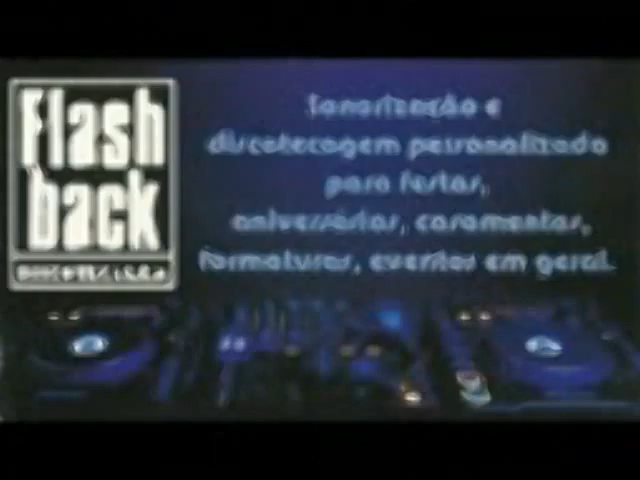 Flash
back
Sonorização e
discotecagem personalizada
para festas,
aniversários, casamentos,
formaturas, eventos em geral.